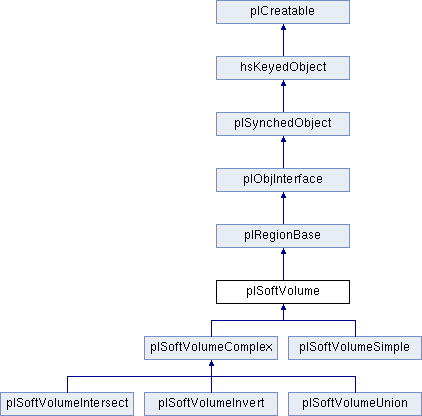 plCreatable
hsKeyedObject
plSynchedObject
plObjInterface
plRegionBase
plSoftVolume
plSoftVolumeComplex
plSoftVolumeSimple
plSoftVolumeIntersect
plSoftVolumeInvert
plSoftVolumeUnion